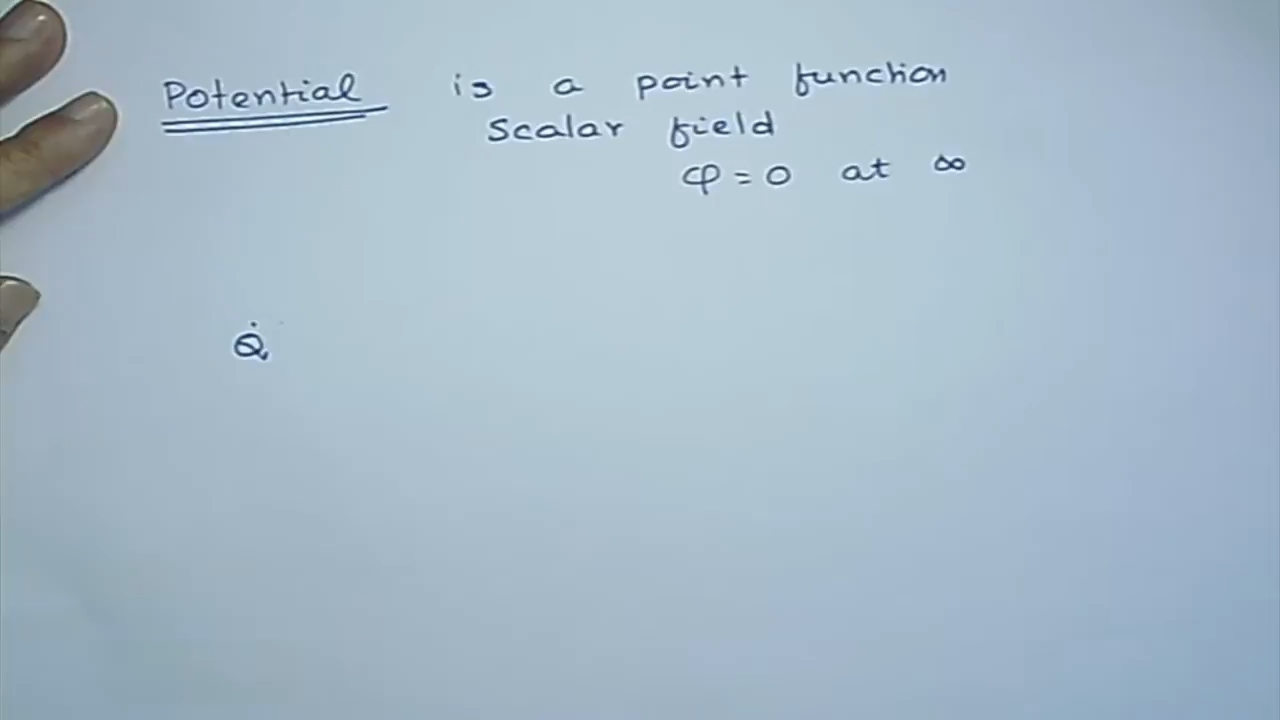 Potential is a point function
Scalar field
φ = 0 at ∞
Q